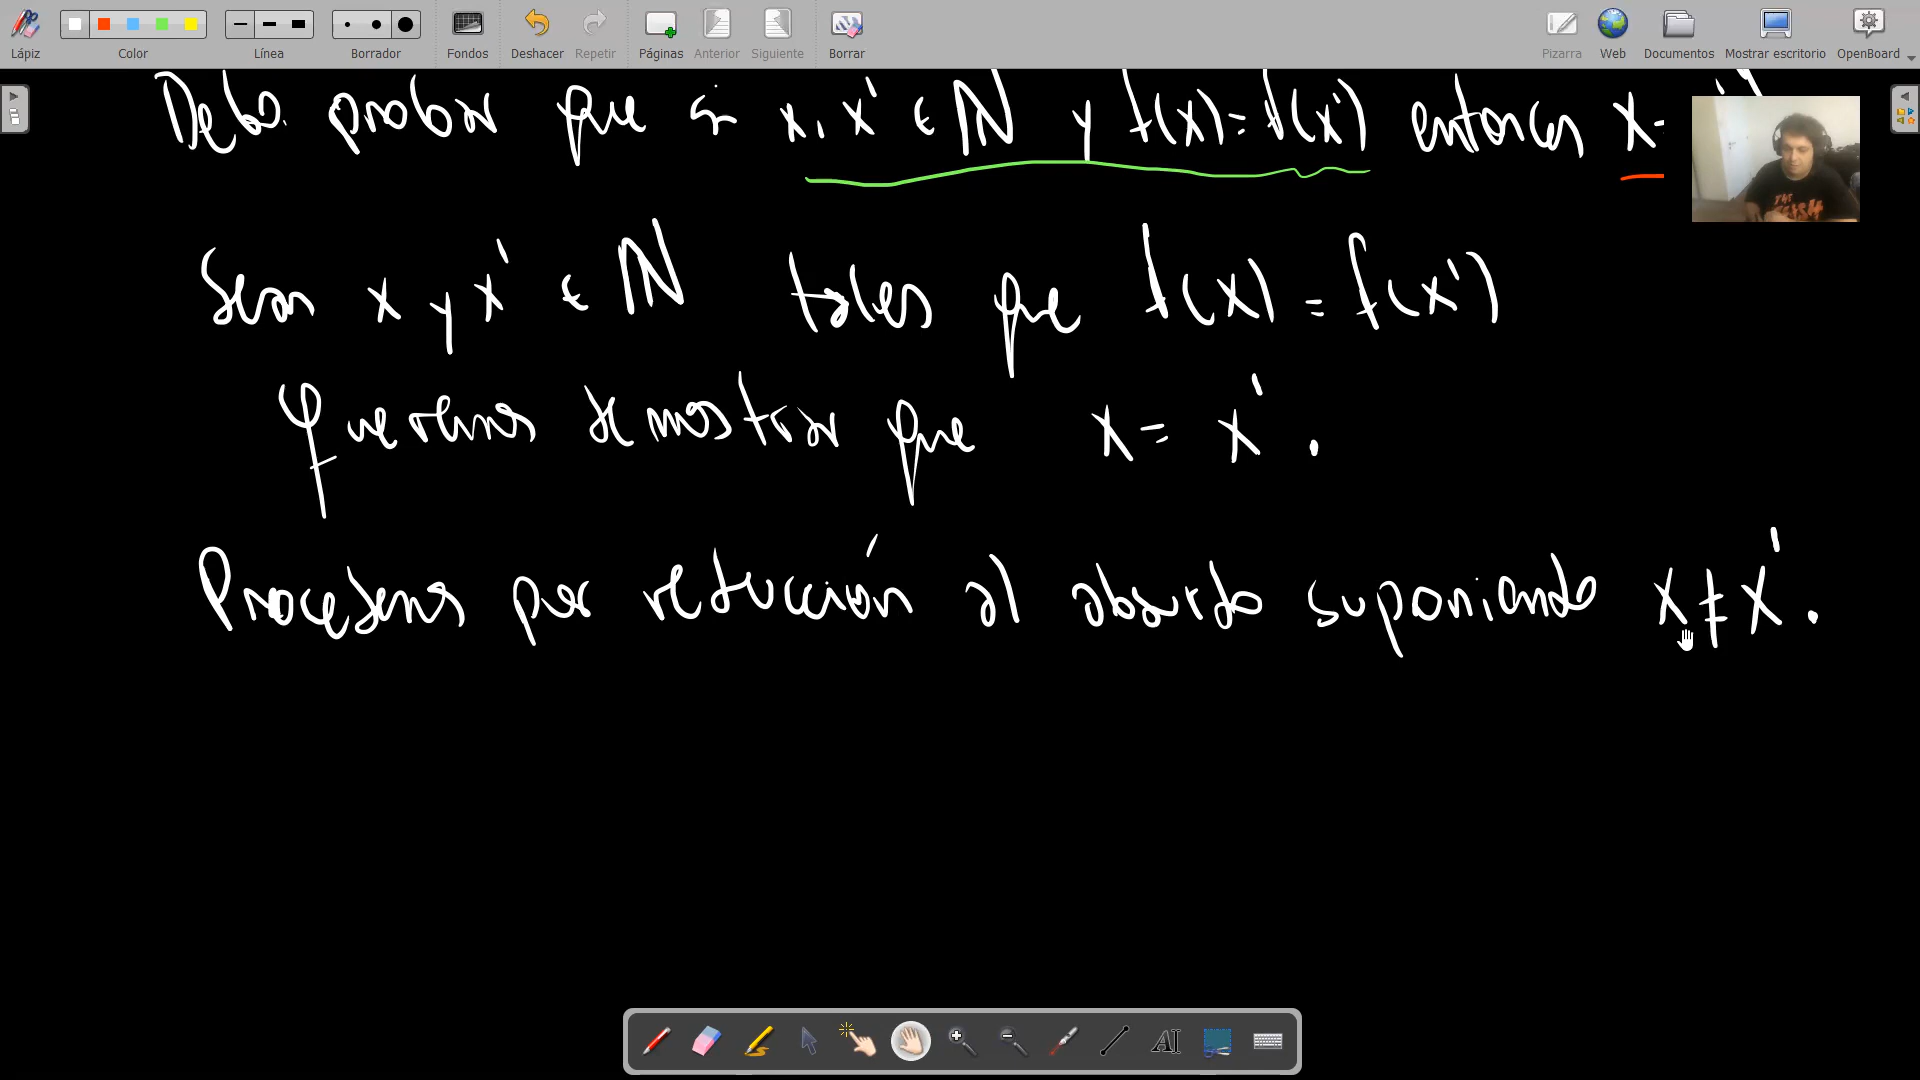 Lápiz Color Línea Borrador Fondos Deshacer Repetir Páginas Anterior Siguiente Borrar Pizarra Web Documentos Mostrar escritorio OpenBoard
Debo probar que si x, x' ∈ ℕ y f(x)=f(x') entonces x=
Sean x y x' ∈ ℕ tales que f(x) = f(x')
Queremos demostrar que x = x' .
Procedemos por reducción al absurdo suponiendo x ≠ x' .
AI